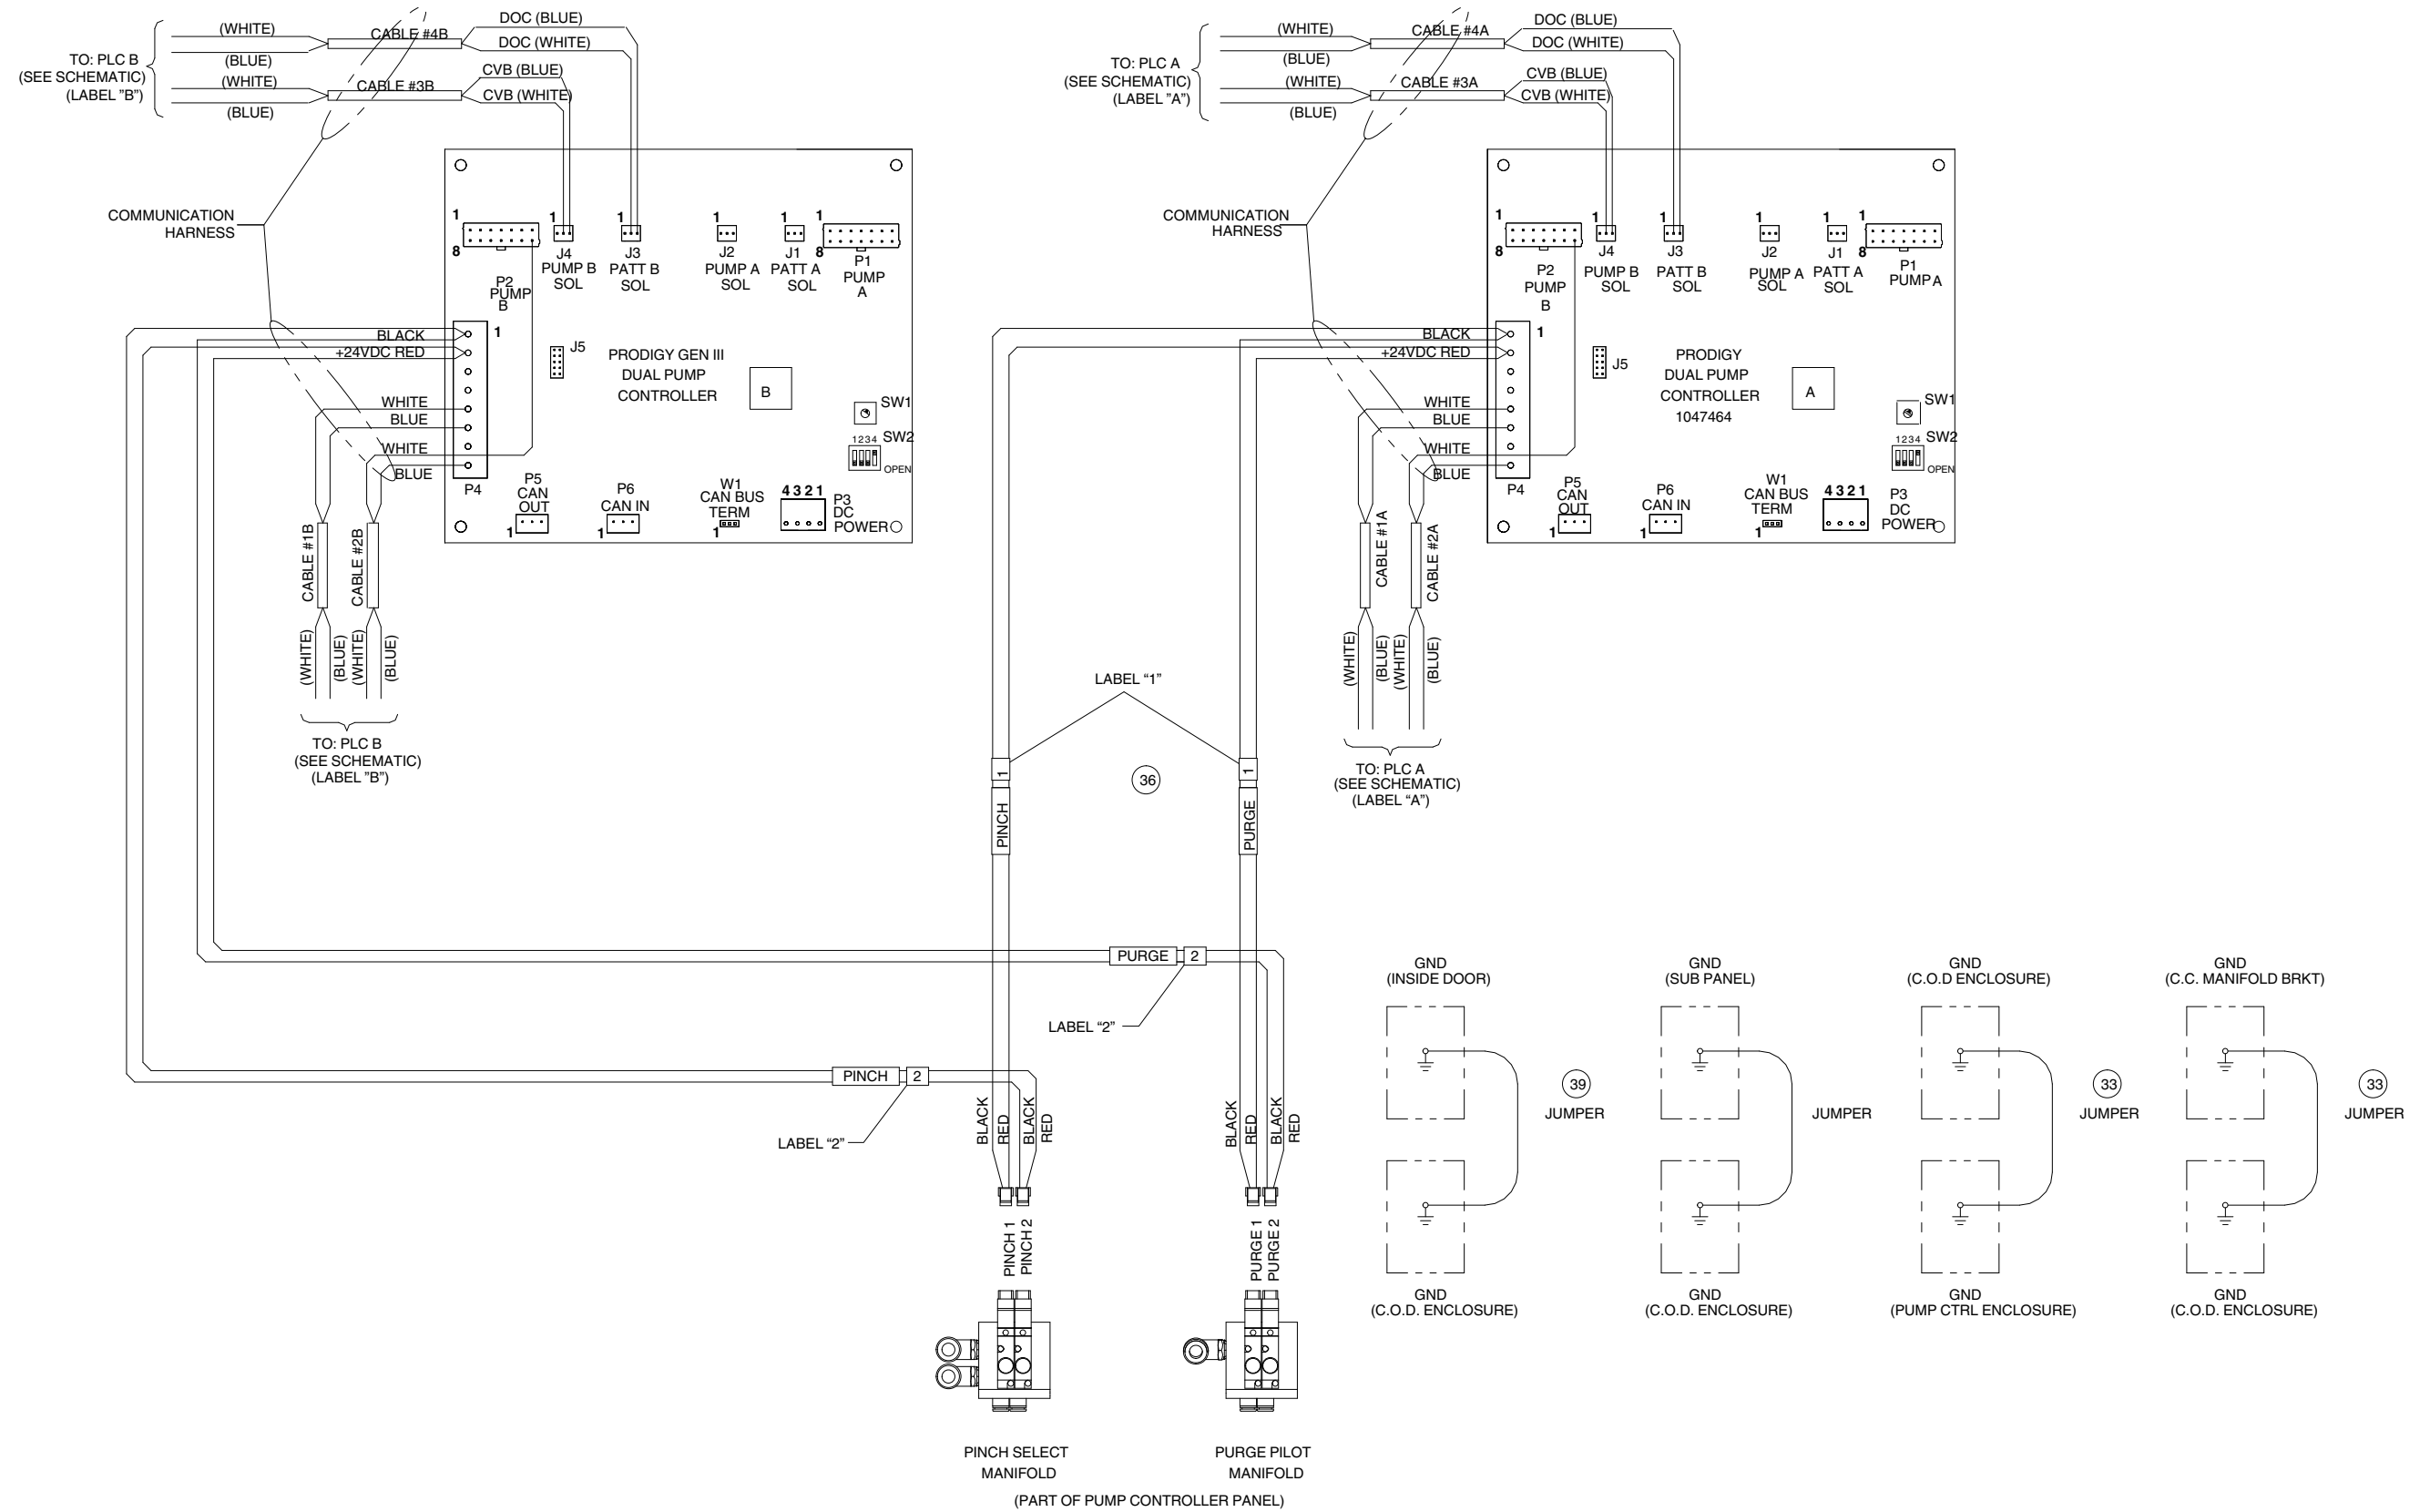 DOC (BLUE)
(WHITE)
CABLE #4B
DOC (WHITE)
TO: PLC B
(SEE SCHEMATIC)
(LABEL ”B”)
(BLUE)
(WHITE)
CVB (BLUE)
CABLE #3B
CVB (WHITE)
(BLUE)
COMMUNICATION
HARNESS
1
8
P2
PUMP
B
1
J4
PUMP B
SOL
1
J3
PATT B
SOL
1
J2
PUMP A
SOL
1
J1
PATT A
SOL
1
8
P1
PUMP
A
BLACK
1
+24VDC RED
J5
PRODIGY GEN III
DUAL PUMP
CONTROLLER
B
SW1
WHITE
BLUE
1234
SW2
OPEN
WHITE
BLUE
P4
P5
CAN
OUT
1
P6
CAN IN
1
W1
CAN BUS
TERM
1
4 3 2 1
P3
DC
POWER
CABLE #1B
CABLE #2B
(WHITE)
(BLUE)
(WHITE)
(BLUE)
TO: PLC B
(SEE SCHEMATIC)
(LABEL ”B”)
DOC (BLUE)
(WHITE)
CABLE #4A
DOC (WHITE)
TO: PLC A
(SEE SCHEMATIC)
(LABEL ”A”)
(BLUE)
(WHITE)
CVB (BLUE)
CABLE #3A
CVB (WHITE)
(BLUE)
COMMUNICATION
HARNESS
1
8
P2
PUMP
B
1
J4
PUMP B
SOL
1
J3
PATT B
SOL
1
J2
PUMP A
SOL
1
J1
PATT A
SOL
1
8
P1
PUMP A
BLACK
1
+24VDC RED
J5
PRODIGY
DUAL PUMP
CONTROLLER
1047464
A
SW1
WHITE
BLUE
1234
SW2
OPEN
WHITE
BLUE
P4
P5
CAN
OUT
1
P6
CAN IN
1
W1
CAN BUS
TERM
1
4 3 2 1
P3
DC
POWER
CABLE #1A
CABLE #2A
(WHITE)
(BLUE)
(WHITE)
(BLUE)
TO: PLC A
(SEE SCHEMATIC)
(LABEL “A”)
LABEL “1”
1
1
36
PINCH
PURGE
PURGE
2
LABEL “2”
PINCH
2
LABEL “2”
BLACK
RED
BLACK
RED
BLACK
RED
BLACK
RED
PINCH 1
PINCH 2
PURGE 1
PURGE 2
PINCH SELECT
MANIFOLD
PURGE PILOT
MANIFOLD
(PART OF PUMP CONTROLLER PANEL)
GND
(INSIDE DOOR)
39
JUMPER
GND
(C.O.D. ENCLOSURE)
GND
(SUB PANEL)
JUMPER
GND
(C.O.D. ENCLOSURE)
GND
(C.O.D ENCLOSURE)
33
JUMPER
GND
(PUMP CTRL ENCLOSURE)
GND
(C.C. MANIFOLD BRKT)
33
JUMPER
GND
(C.O.D. ENCLOSURE)